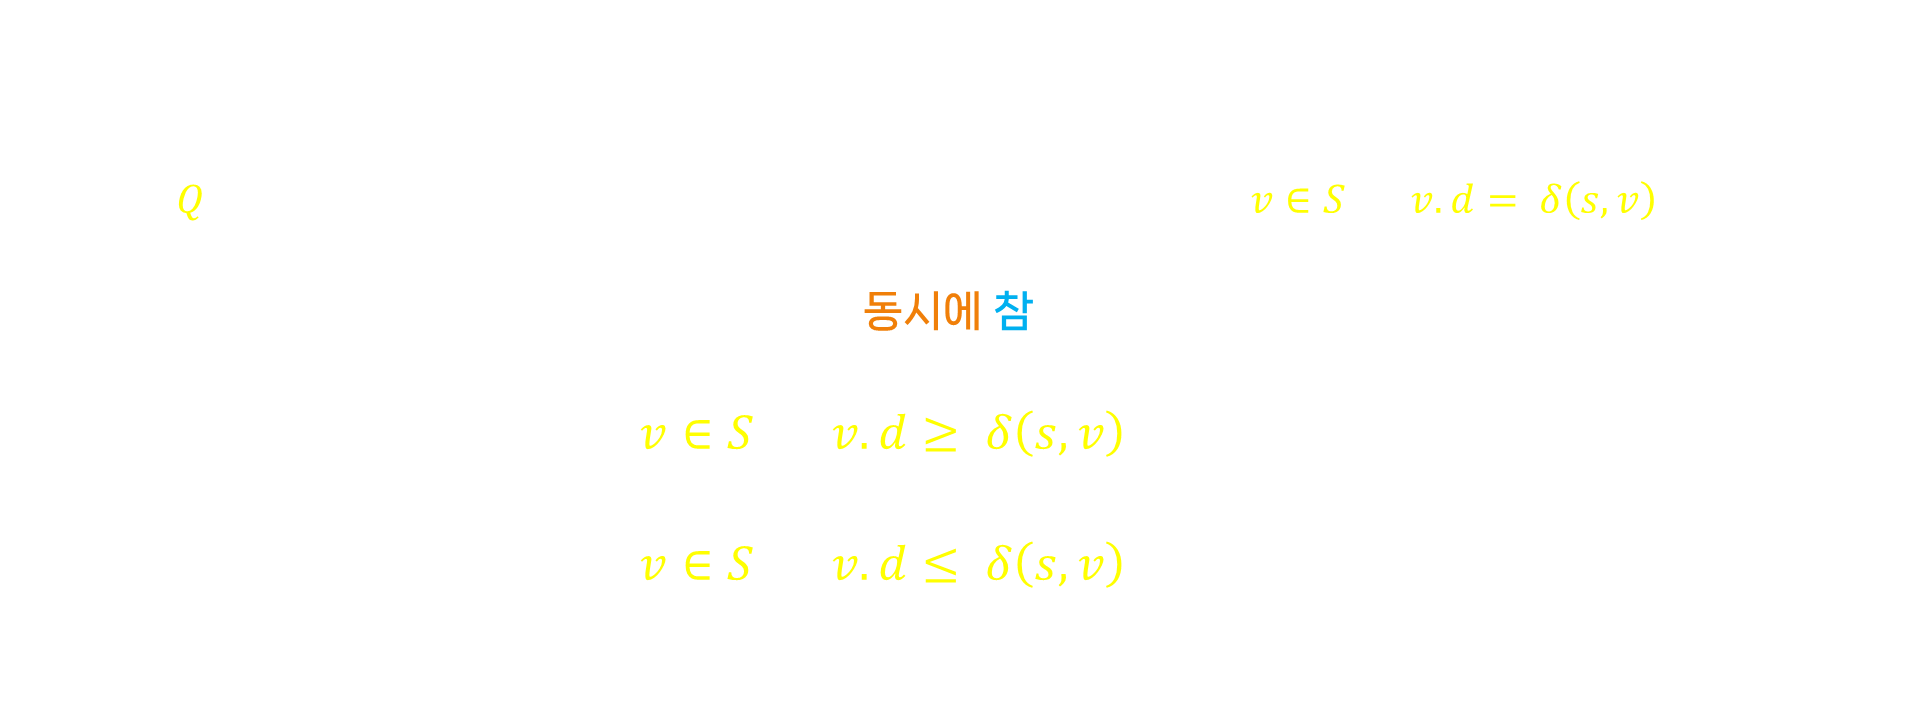 Q v ∈ S v.d = δ(s, v)
동시에 참
v ∈ S v.d ≥ δ(s, v)
v ∈ S v.d ≤ δ(s, v)